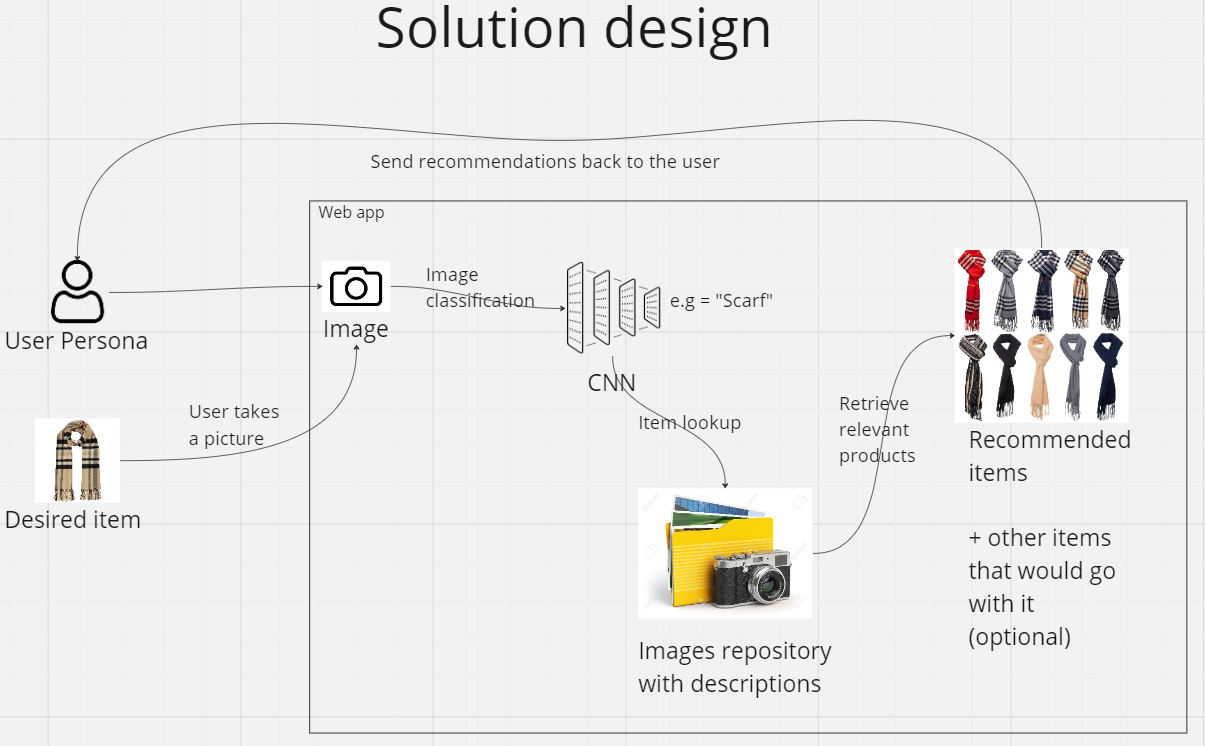 Solution design
Send recommendations back to the user
Web app
Image
classification
e.g = "Scarf"
User Persona
Image
CNN
User takes
a picture
Item lookup
Retrieve
relevant
products
Recommended
items
Desired item
+ other items
that would go
with it
(optional)
Images repository
with descriptions